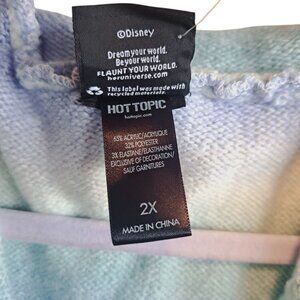 ©Disney
Dream your world.
Be your world.
FLAUNT YOUR WORLD.
heruniverse.com
This label was made with
recycled materials.
HOT TOPIC
hottopic.com
65% ACRYLIC/ACRYLIQUE
32% POLYESTER
3% ELASTANE/ELASTHANNE
EXCLUSIVE OF DECORATION/
SAUF GARNITURES
2X
MADE IN CHINA